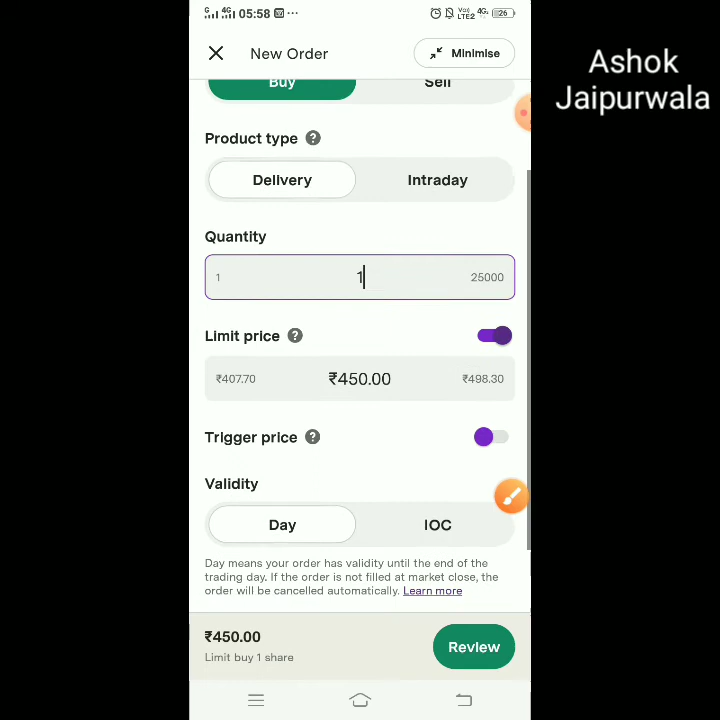 05:58
26
Ashok
Jaipurwala
New Order
Minimise
Buy
Sell
Product type
Delivery
Intraday
Quantity
1
1
25000
Limit price
₹407.70
₹450.00
₹498.30
Trigger price
Validity
Day
IOC
Day means your order has validity until the end of the
trading day. If the order is not filled at market close, the
order will be cancelled automatically. Learn more
₹450.00
Limit buy 1 share
Review